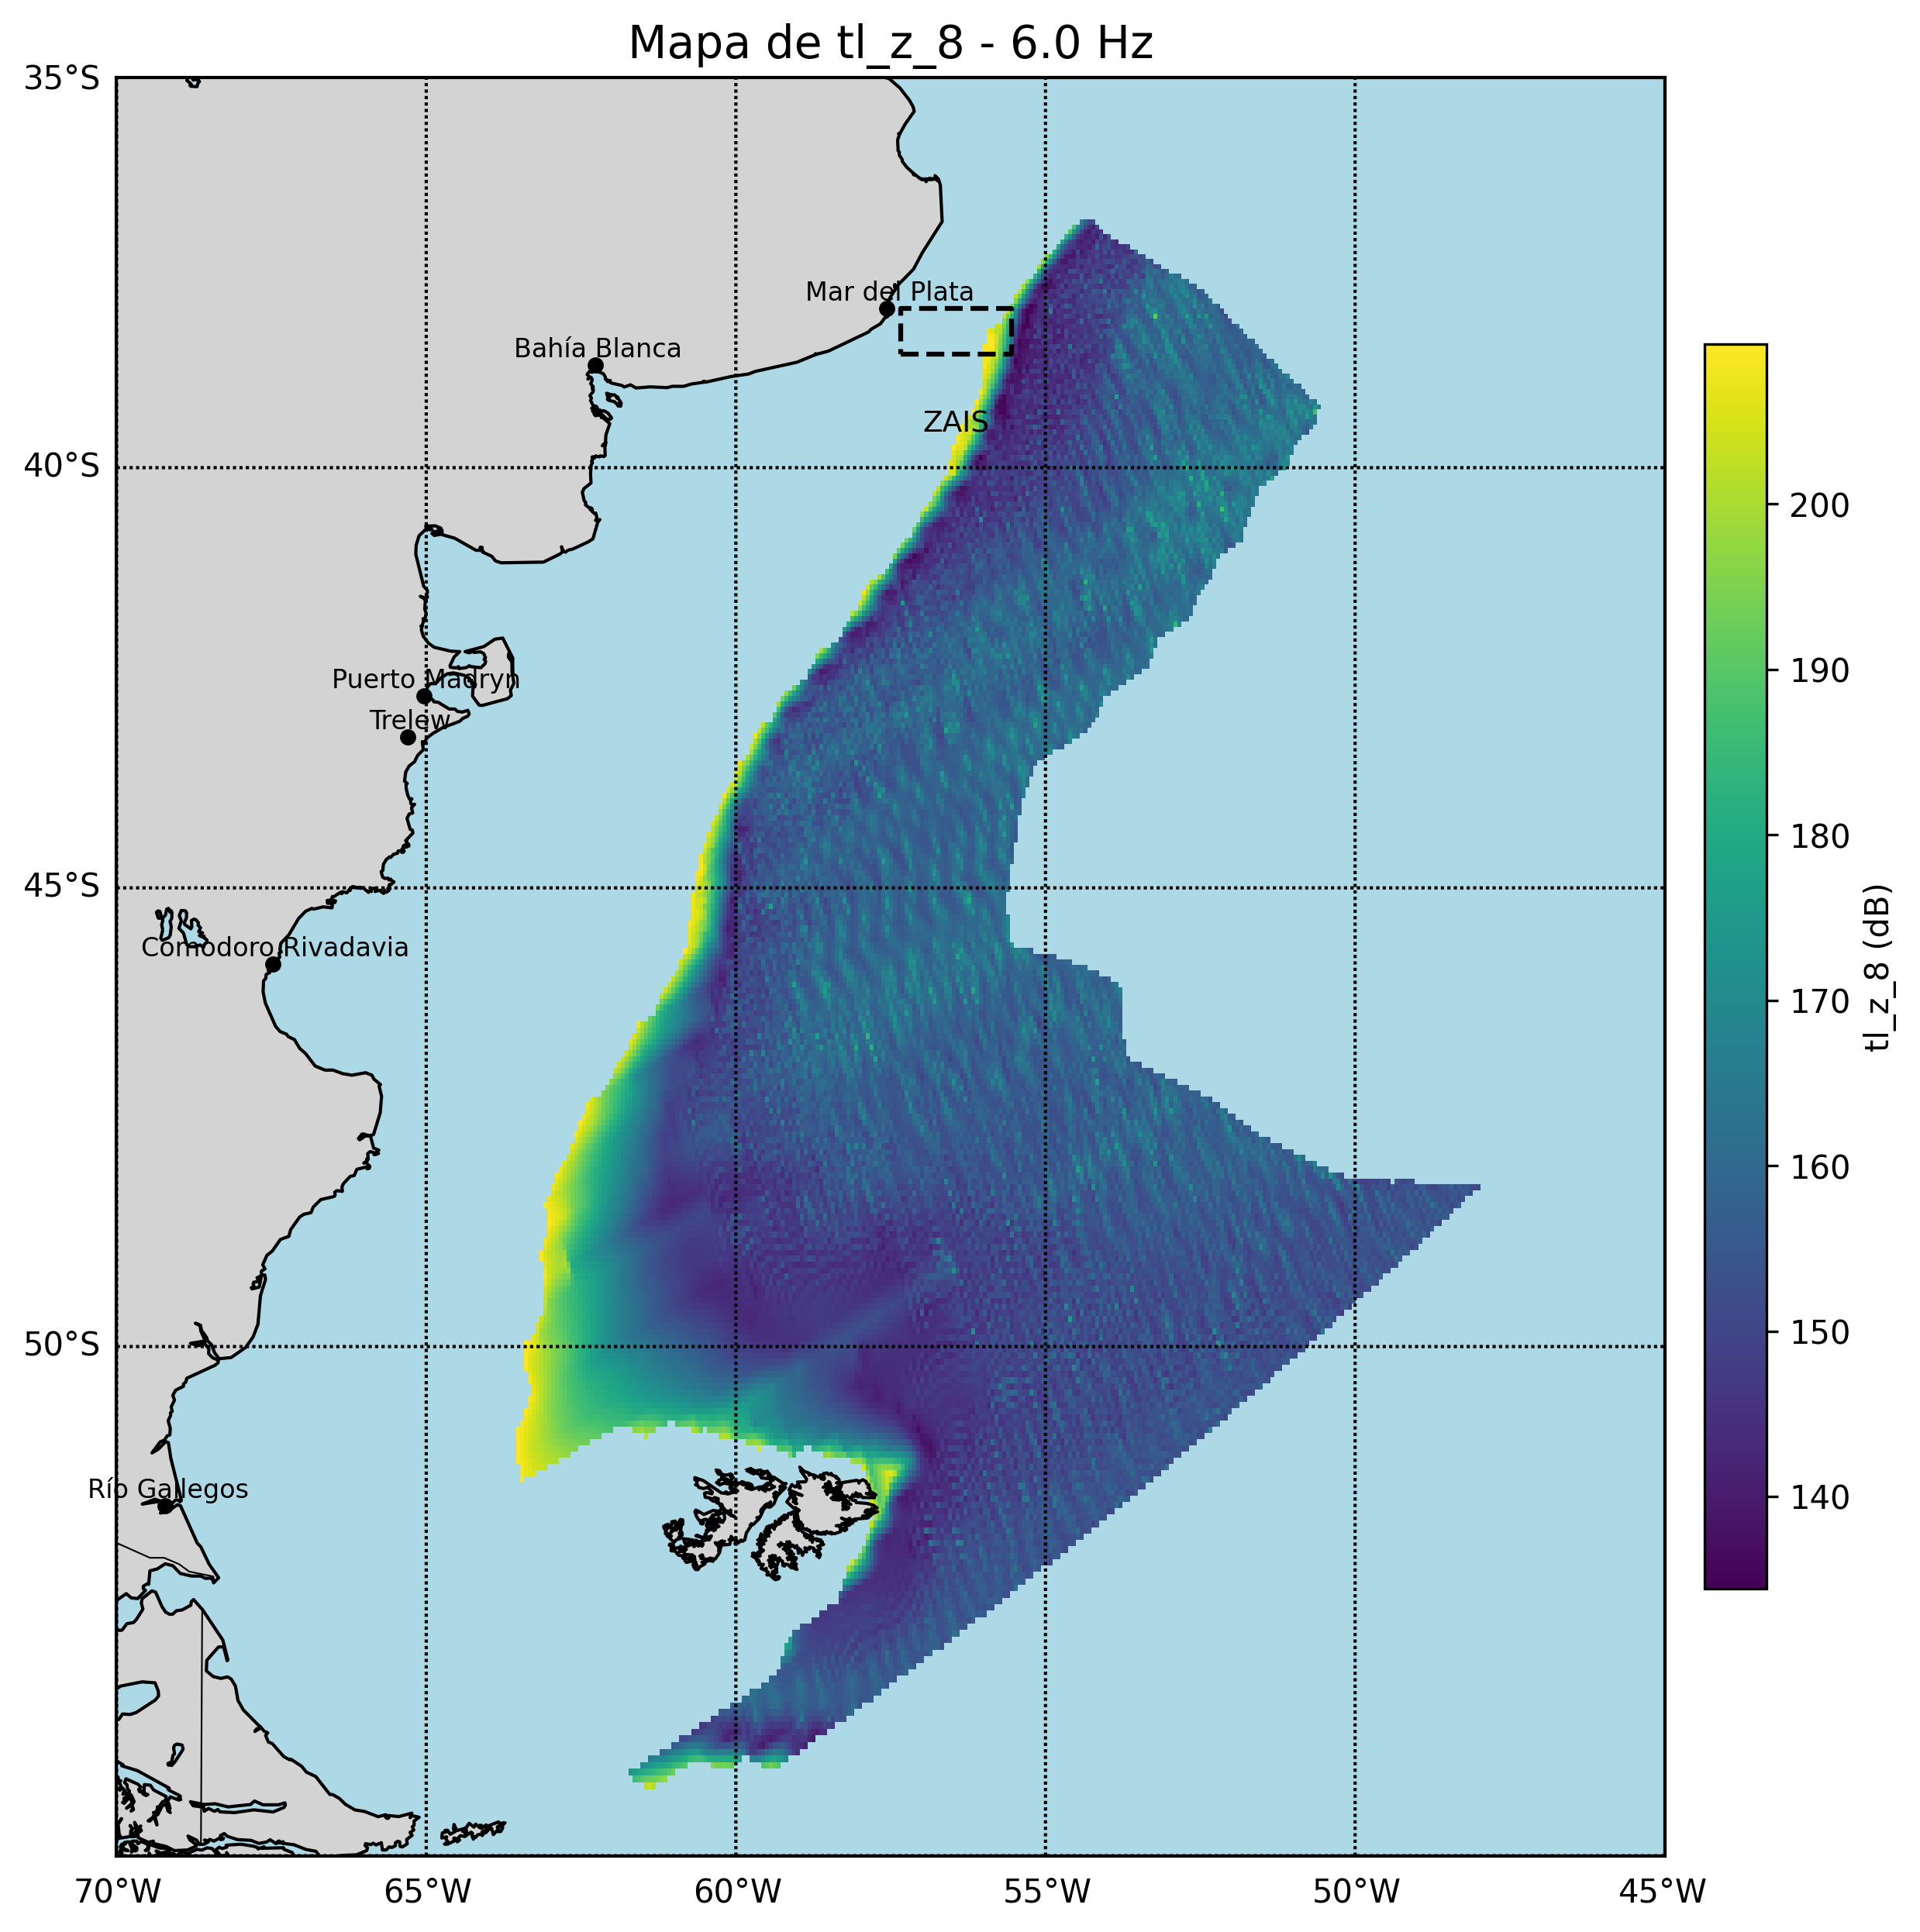 Mapa de tl_z_8 - 6.0 Hz
35°S
Mar del Plata
Bahía Blanca
ZAIS
40°S
200
190
Puerto Madryn
Trelew
180
45°S
tl_z_8 (dB)
Comodoro Rivadavia
170
160
150
50°S
140
Río Gallegos
70°W
65°W
60°W
55°W
50°W
45°W